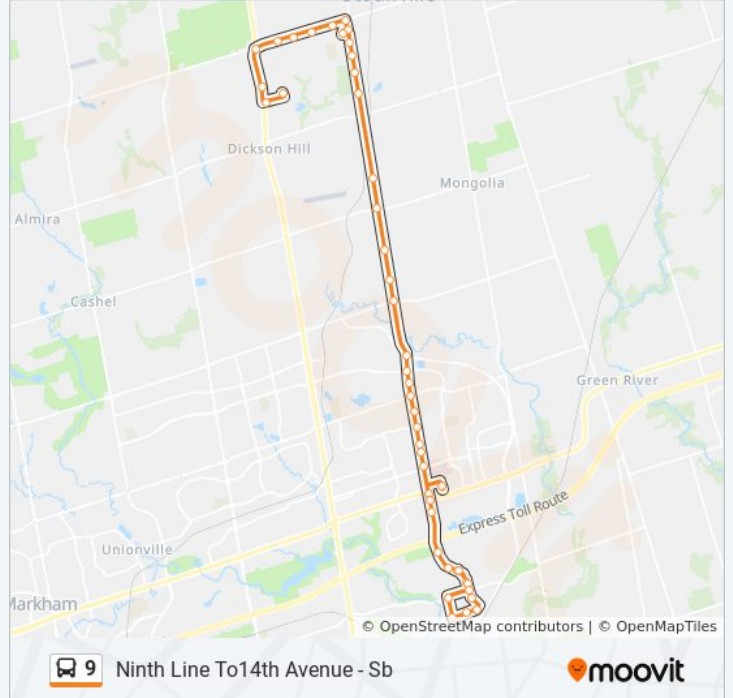 Dickson Hill
Mongolia
Almira
Cashel
Green River
Express Toll Route
Unionville
Markham
© OpenStreetMap contributors | © OpenMapTiles
9 Ninth Line To14th Avenue - Sb
moovit